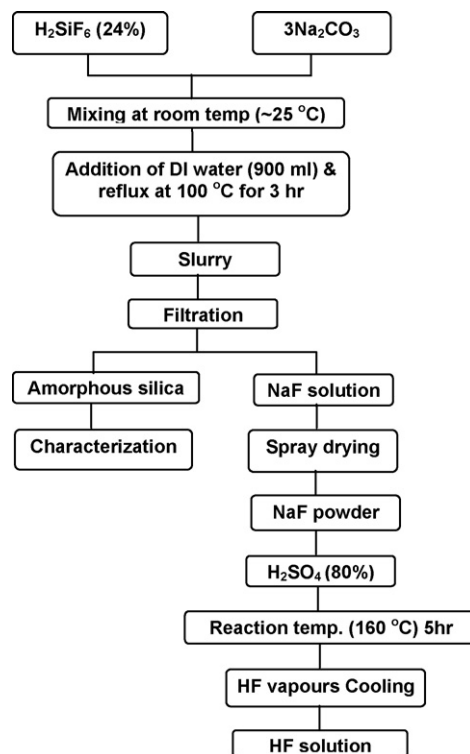 H₂SiF₆ (24%)
3Na₂CO₃
Mixing at room temp (~25 °C)
Addition of DI water (900 ml) &
reflux at 100 °C for 3 hr
Slurry
Filtration
Amorphous silica
NaF solution
Characterization
Spray drying
NaF powder
H₂SO₄ (80%)
Reaction temp. (160 °C) 5hr
HF vapours Cooling
HF solution